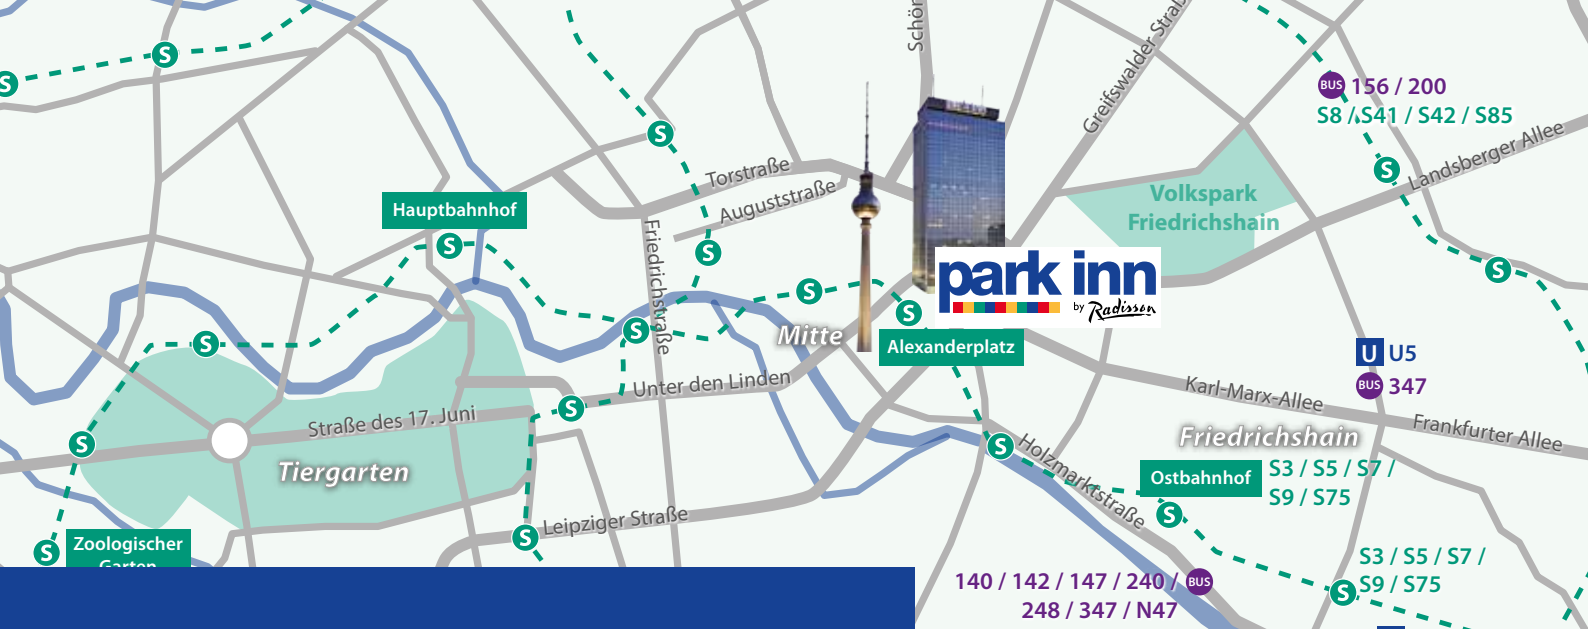 Schön
Greifswalder Straß
BUS 156 / 200
S8 / S41 / S42 / S85
S
S
S
S
Landsberger Allee
Torstraße
Auguststraße
Volkspark
Friedrichshain
Hauptbahnhof
S
S
Friedrichstraße
park inn
by Radisson
S
S
S
Mitte
Alexanderplatz
S
S
U U5
BUS 347
Unter den Linden
Karl-Marx-Allee
Straße des 17. Juni
S
Frankfurter Allee
Friedrichshain
S
S
Holzmarktstraße
Tiergarten
Ostbahnhof
S3 / S5 / S7 /
S9 / S75
S
Leipziger Straße
S
S
Zoologischer
Garten
S3 / S5 / S7 /
S9 / S75
S
140 / 142 / 147 / 240 / BUS
248 / 347 / N47